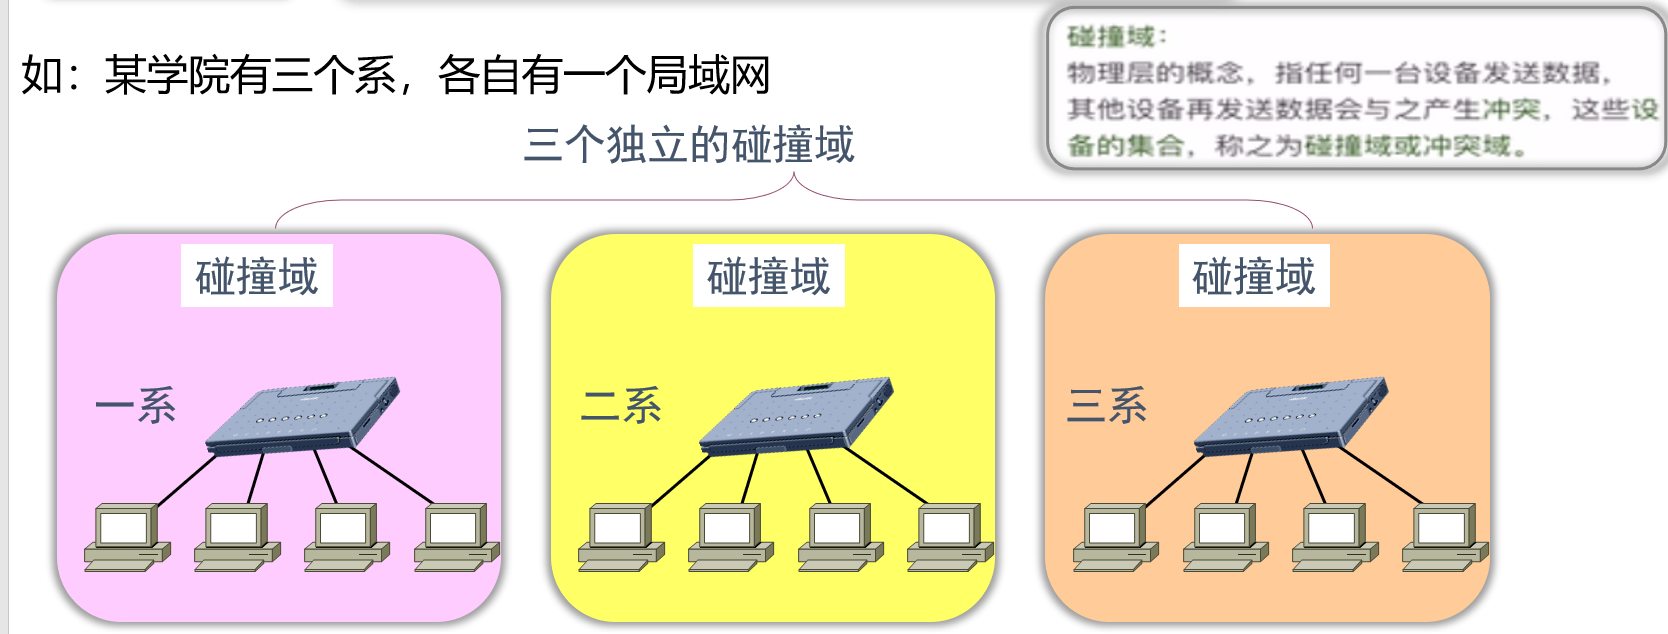 如：某学院有三个系，各自有一个局域网
碰撞域：
物理层的概念，指任何一台设备发送数据，
其他设备再发送数据会与之产生冲突，这些设
备的集合，称之为碰撞域或冲突域。
三个独立的碰撞域
碰撞域
碰撞域
碰撞域
一系
二系
三系